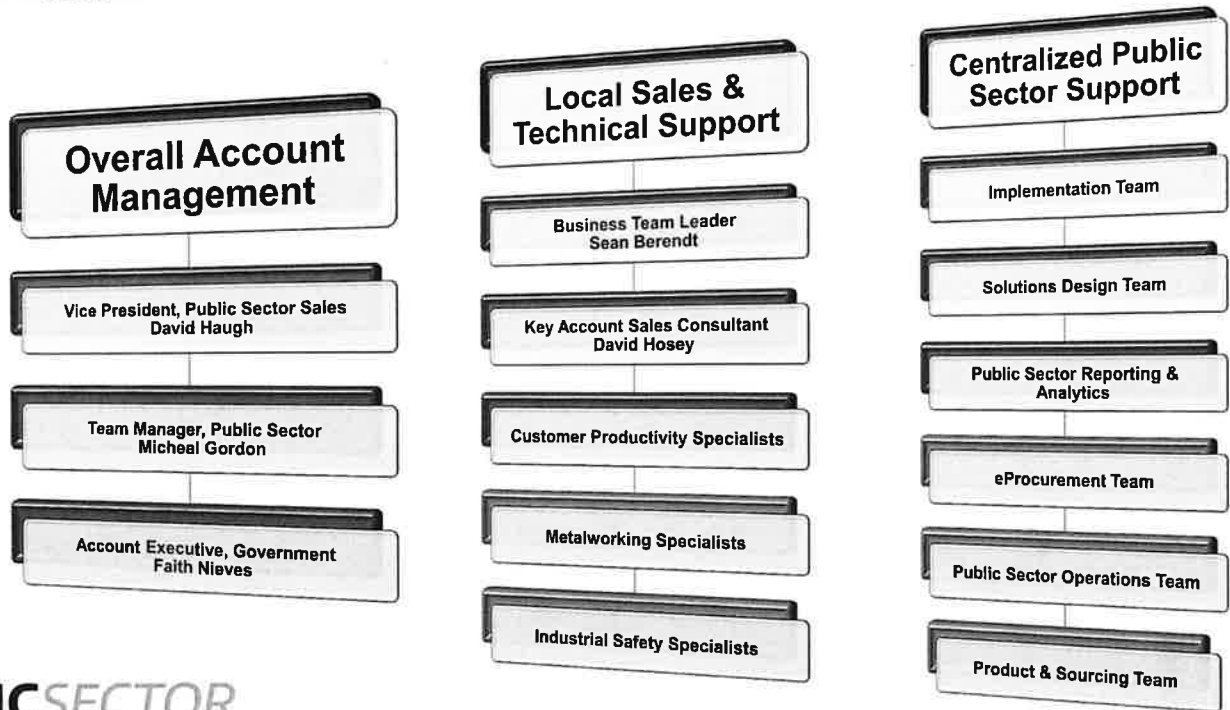 Overall Account
Management
Vice President, Public Sector Sales
David Haugh
Team Manager, Public Sector
Micheal Gordon
Account Executive, Government
Faith Nieves
Local Sales &
Technical Support
Business Team Leader
Sean Berendt
Key Account Sales Consultant
David Hosey
Customer Productivity Specialists
Metalworking Specialists
Industrial Safety Specialists
Centralized Public
Sector Support
Implementation Team
Solutions Design Team
Public Sector Reporting &
Analytics
eProcurement Team
Public Sector Operations Team
Product & Sourcing Team
SECTOR